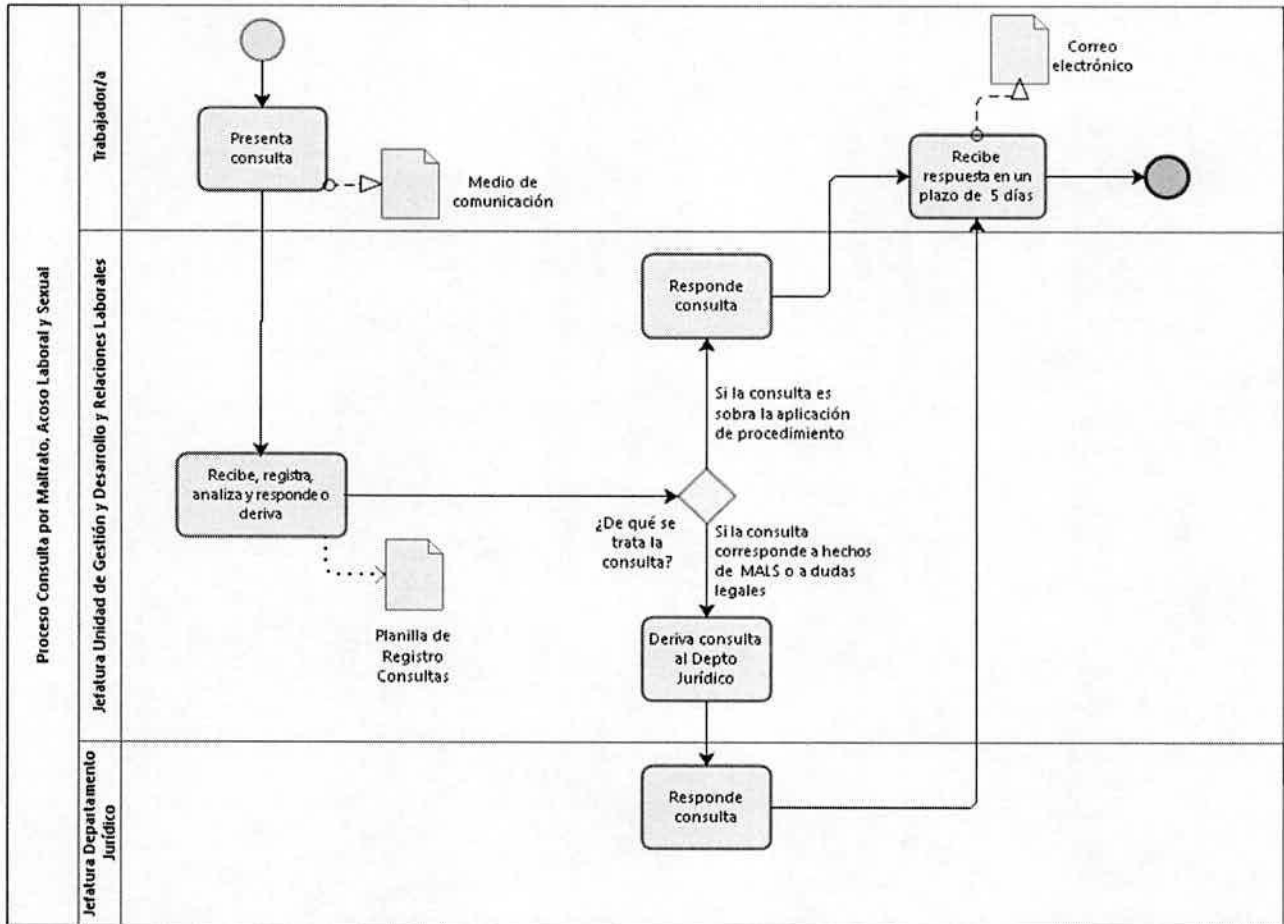 Proceso Consulta por Maltrato, Acoso Laboral y Sexual
Trabajador/a
Presenta
consulta
Medio de
comunicación
Correo
electrónico
Recibe
respuesta en un
plazo de 5 días
Jefatura Unidad de Gestión y Desarrollo y Relaciones Laborales
Responde
consulta
Si la consulta es
sobra la aplicación
de procedimiento
Recibe, registra,
analiza y responde o
deriva
¿De qué se
trata la
consulta?
Si la consulta
corresponde a hechos
de MALS o a dudas
legales
Planilla de
Registro
Consultas
Deriva consulta
al Depto
Jurídico
Jefatura Departamento
Jurídico
Responde
consulta